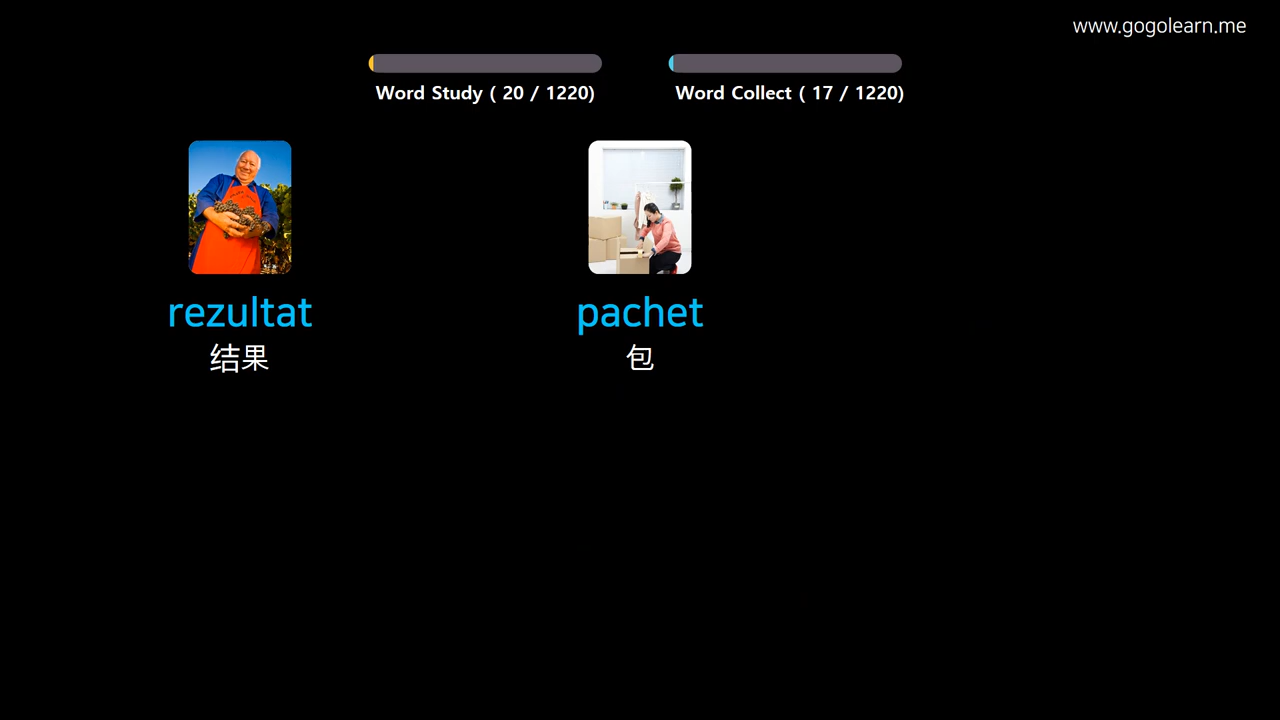 www.gogolearn.me
Word Study ( 20 / 1220)
Word Collect ( 17 / 1220)
rezultat
结果
pachet
包